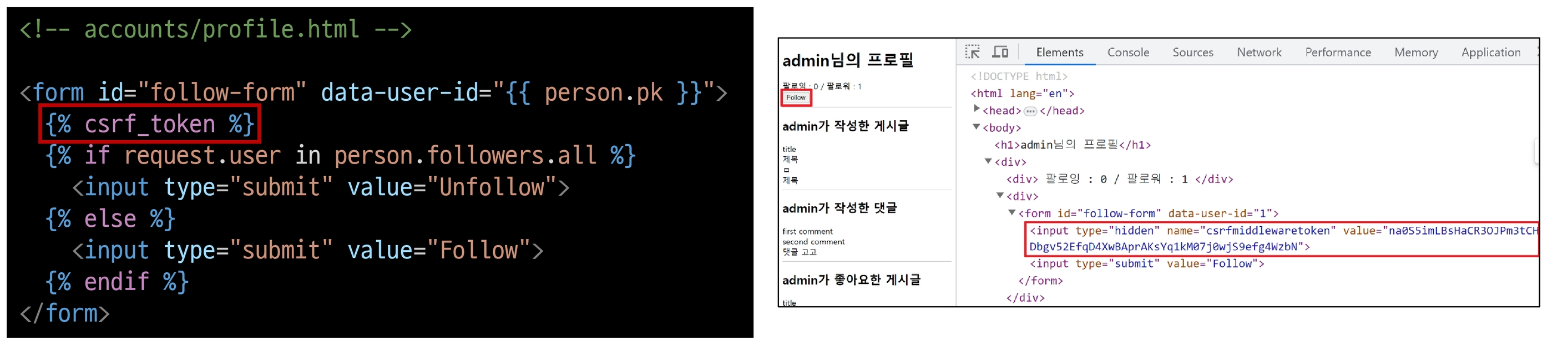 <!-- accounts/profile.html -->
<form id="follow-form" data-user-id="{{ person.pk }}">
{% csrf_token %}
{% if request.user in person.followers.all %}
<input type="submit" value="Unfollow">
{% else %}
<input type="submit" value="Follow">
{% endif %}
</form>
admin님의 프로필
팔로잉 : 0 / 팔로워 : 1
Follow
admin가 작성한 게시글
title
제목
ㅁ
제목
admin가 작성한 댓글
first comment
second comment
댓글 고고
admin가 좋아요한 게시글
title
Elements Console Sources Network Performance Memory Application
<!DOCTYPE html>
<html lang="en">
<head> ••• </head>
<body>
<h1>admin님의 프로필</h1>
<div>
<div> 팔로잉 : 0 / 팔로워 : 1 </div>
<div>
<form id="follow-form" data-user-id="1">
<input type="hidden" name="csrfmiddlewaretoken" value="na0S5imLBsHaCR3OJPm3tCH
Dbgv52EfqD4XwBAprAKsYq1kM07j0wjS9efg4WzbN">
<input type="submit" value="Follow">
</form>
</div>